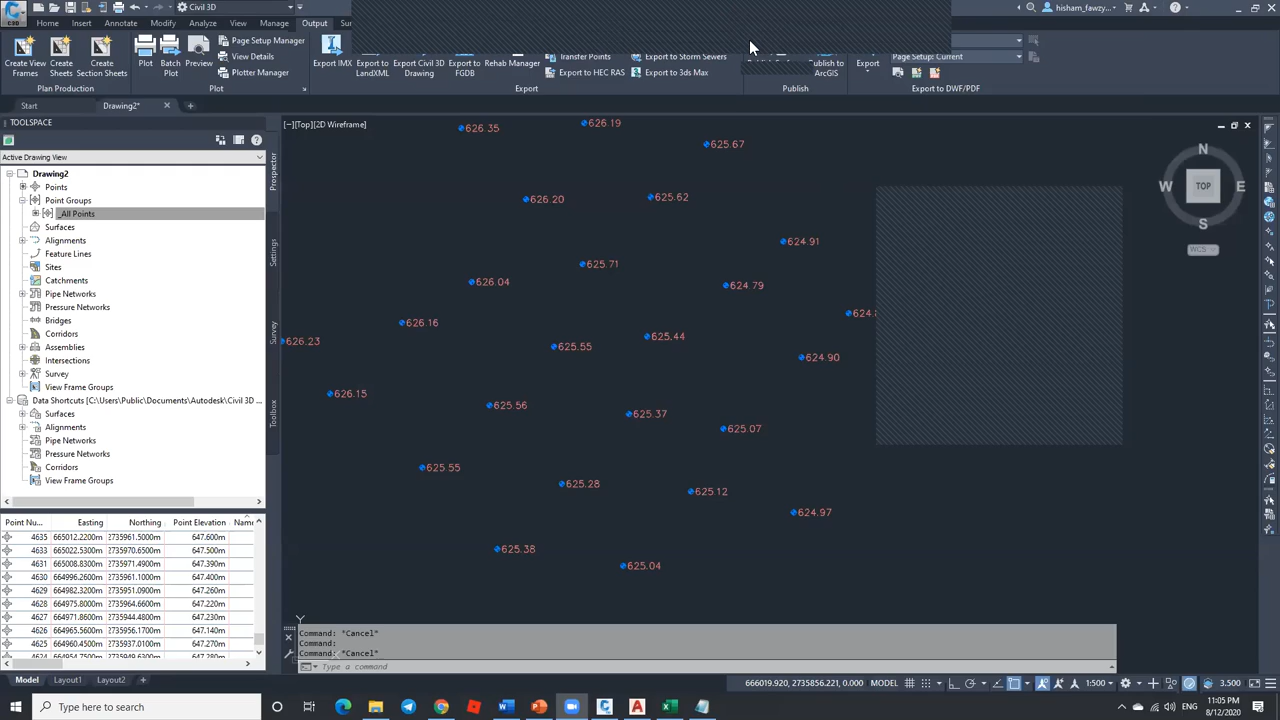 C3D
Civil 3D
hisham_fawzy...
Home Insert Annotate Modify Analyze View Manage Output
Create View Frames
Create Sheets
Create Section Sheets
Plan Production
Plot
Batch Plot
Preview
Page Setup Manager
View Details
Plotter Manager
Plot
Export IMX
Export to LandXML
Export Civil 3D Drawing
Export to FGDB
Rehab Manager
Transfer Points
Export to HEC RAS
Export to Storm Sewers
Export to 3ds Max
Export
Publish to ArcGIS
Publish
Export
Page Setup: Current
Export to DWF/PDF
Start
Drawing2*
TOOLSPACE
Active Drawing View
Drawing2
Points
Point Groups
_All Points
Surfaces
Alignments
Feature Lines
Sites
Catchments
Pipe Networks
Pressure Networks
Bridges
Corridors
Assemblies
Intersections
Survey
View Frame Groups
Data Shortcuts [C:\Users\Public\Documents\Autodesk\Civil 3D ...
Surfaces
Alignments
Pipe Networks
Pressure Networks
Corridors
View Frame Groups
Prospector
Settings
Survey
Toolbox
Point Nu... Easting Northing Point Elevation Name
4635 665012.2200m 2735961.5000m 647.600m
4633 665022.5300m 2735970.6500m 647.500m
4631 665008.8300m 2735971.4900m 647.390m
4630 664996.2600m 2735961.1000m 647.400m
4629 664982.3200m 2735951.0900m 647.260m
4628 664975.8000m 2735964.6600m 647.220m
4627 664971.8600m 2735944.4800m 647.230m
4626 664965.5600m 2735956.1700m 647.140m
4625 664960.4500m 2735937.0100m 647.270m
4624 664954.7500m 2735949.6300m 647.280m
[−][Top][2D Wireframe]
626.35
626.19
625.67
626.20
625.62
624.91
625.71
626.04
624.79
624.8
626.16
625.44
626.23
625.55
624.90
626.15
625.56
625.37
625.07
625.55
625.28
625.12
624.97
625.38
625.04
N
W TOP E
S
WCS
Y
Command: *Cancel*
Command:
Command: *Cancel*
Type a command
Model Layout1 Layout2
666019.920, 2735856.221, 0.000 MODEL
1:500
3.500
Type here to search
ENG
11:05 PM
8/12/2020